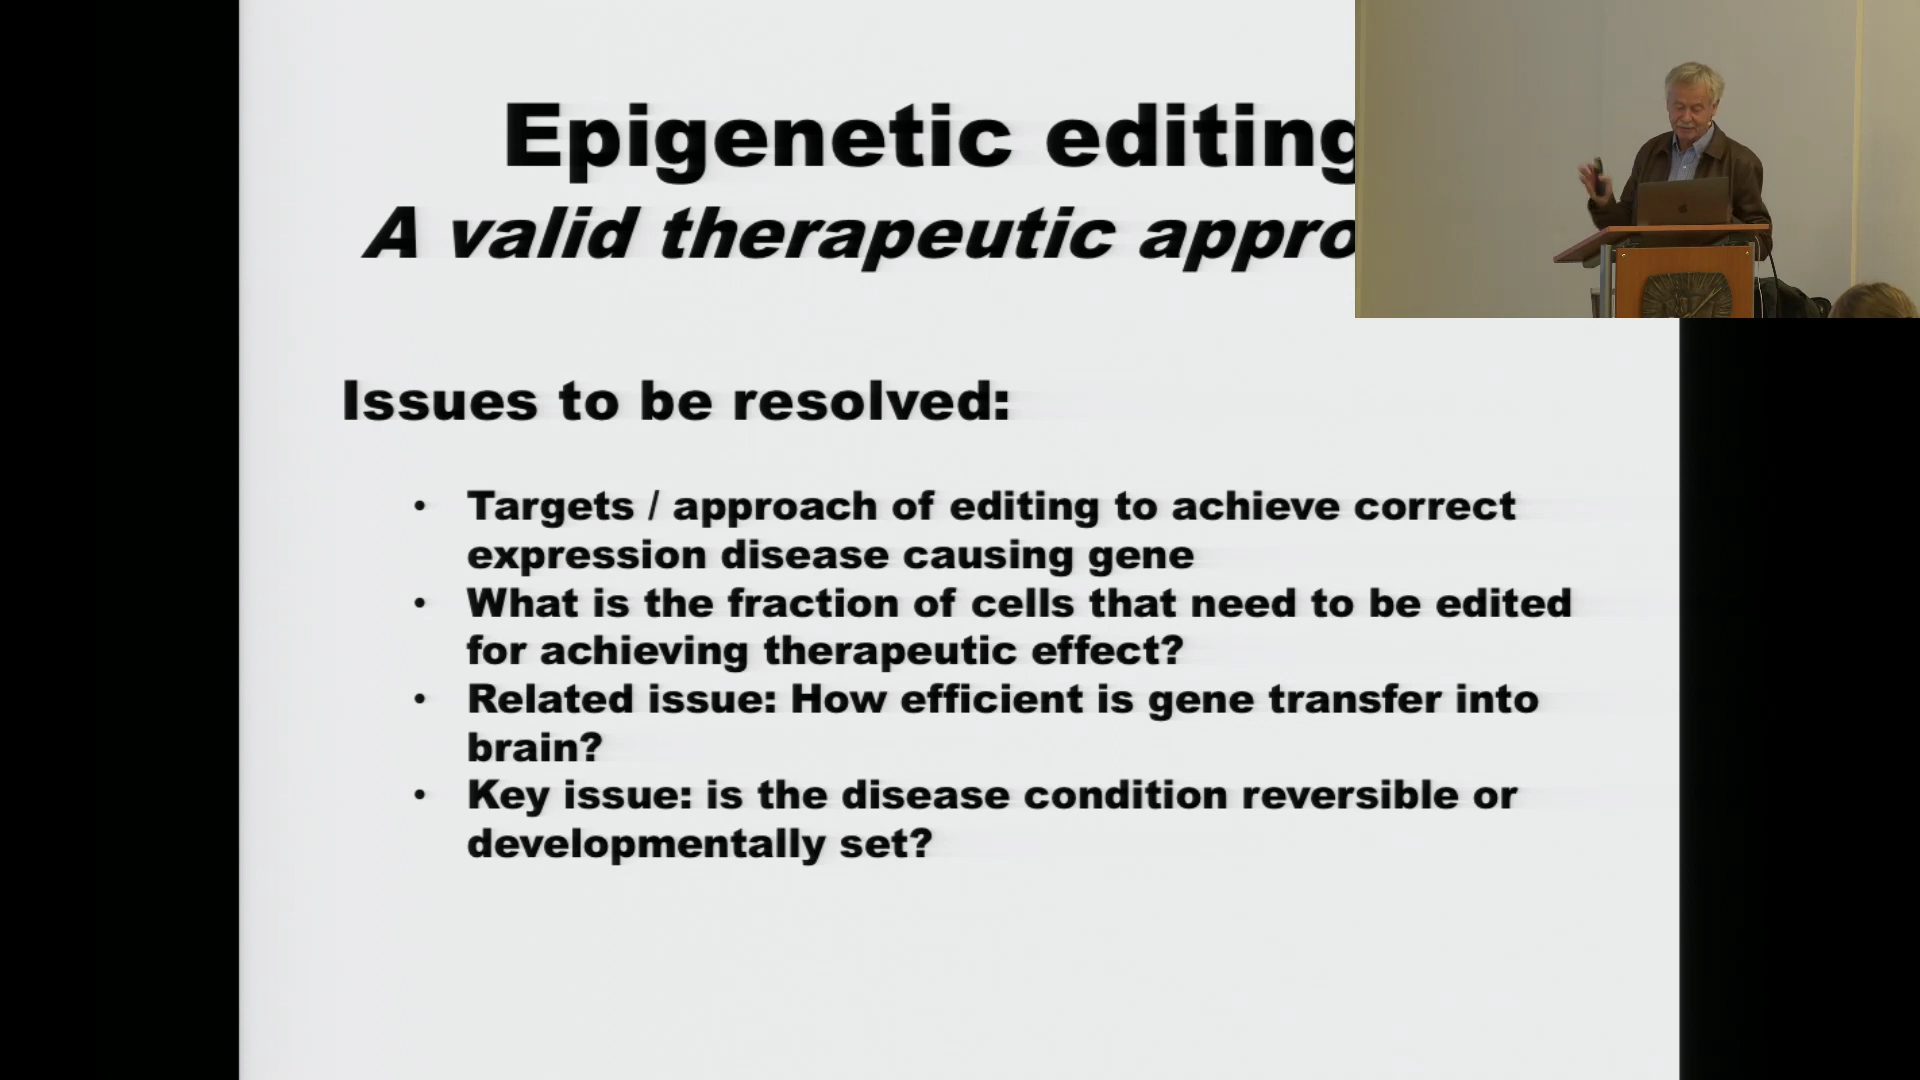 Epigenetic editing
A valid therapeutic appro
Issues to be resolved:
• Targets / approach of editing to achieve correct
expression disease causing gene
• What is the fraction of cells that need to be edited
for achieving therapeutic effect?
• Related issue: How efficient is gene transfer into
brain?
• Key issue: is the disease condition reversible or
developmentally set?